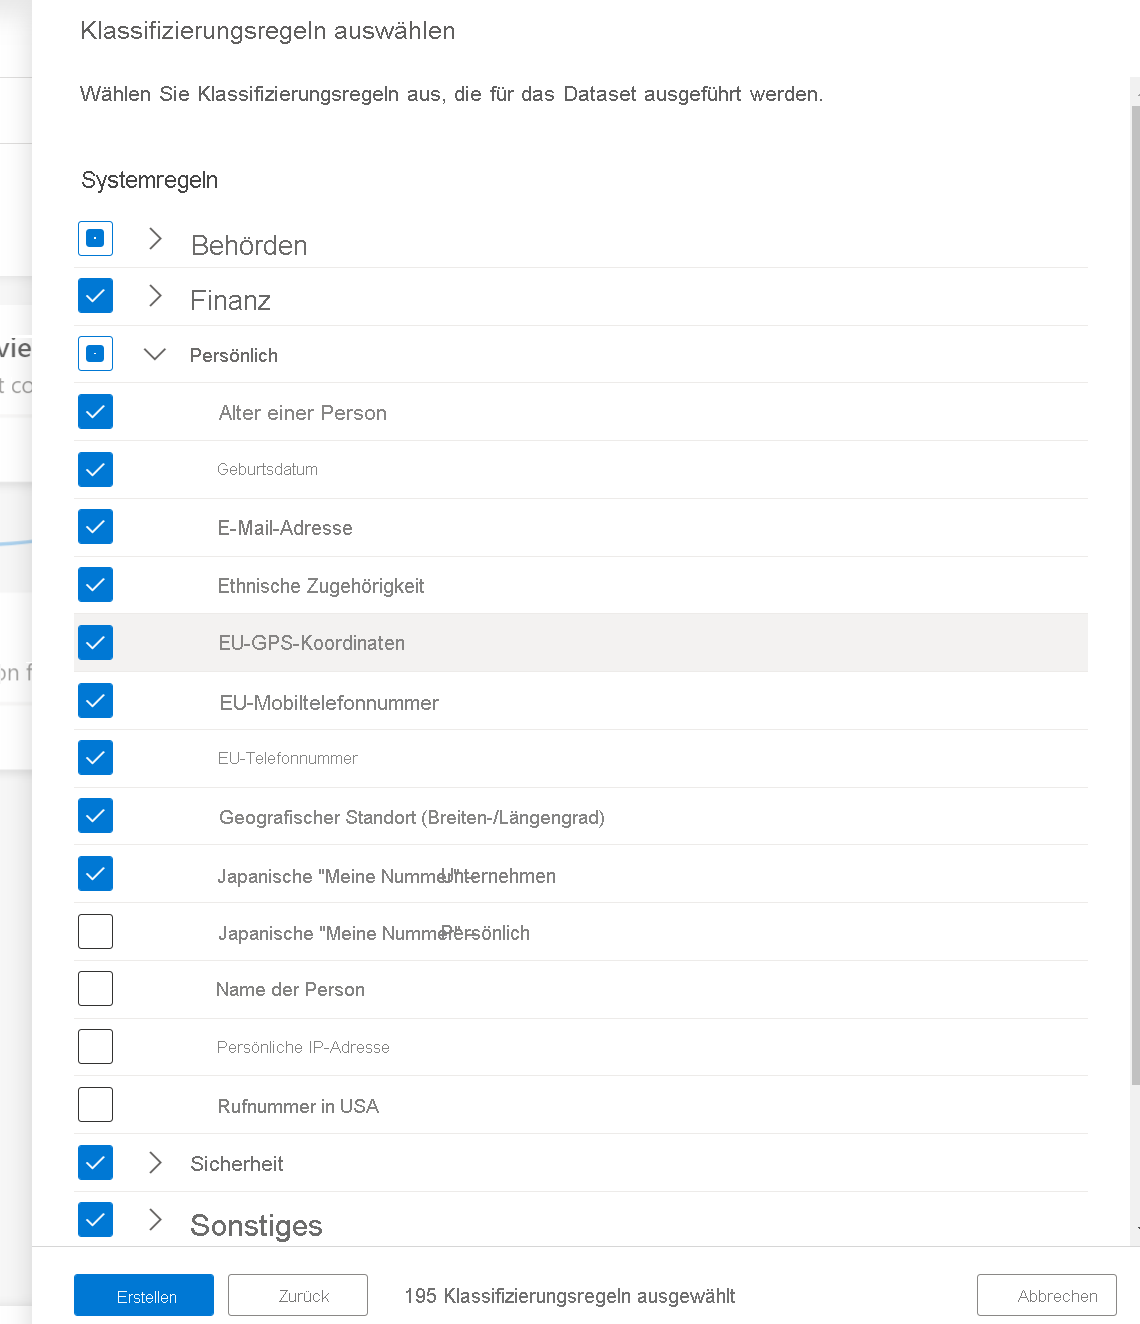 Klassifizierungsregeln auswählen
Wählen Sie Klassifizierungsregeln aus, die für das Dataset ausgeführt werden.
Systemregeln
Behörden
Finanz
vie
Persönlich
t co
Alter einer Person
Geburtsdatum
E-Mail-Adresse
Ethnische Zugehörigkeit
EU-GPS-Koordinaten
on f
EU-Mobiltelefonnummer
EU-Telefonnummer
Geografischer Standort (Breiten-/Längengrad)
Japanische "Meine Nummer" – Unternehmen
Japanische "Meine Nummer" – Persönlich
Name der Person
Persönliche IP-Adresse
Rufnummer in USA
Sicherheit
Sonstiges
Erstellen Zurück 195 Klassifizierungsregeln ausgewählt Abbrechen